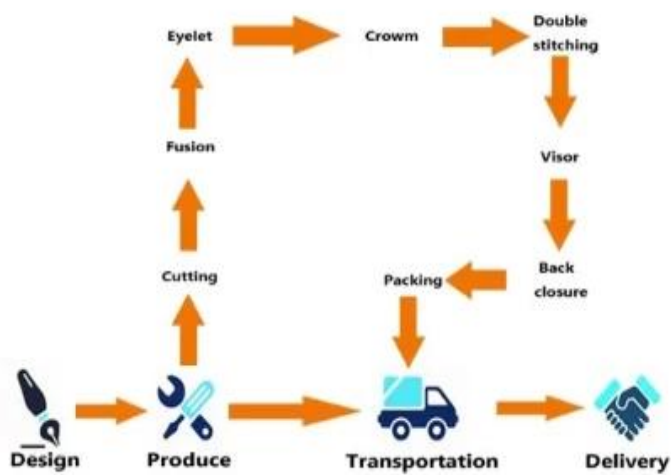 Eyelet
Crowm
Double
stitching
Fusion
Visor
Cutting
Packing
Back
closure
Design
Produce
Transportation
Delivery